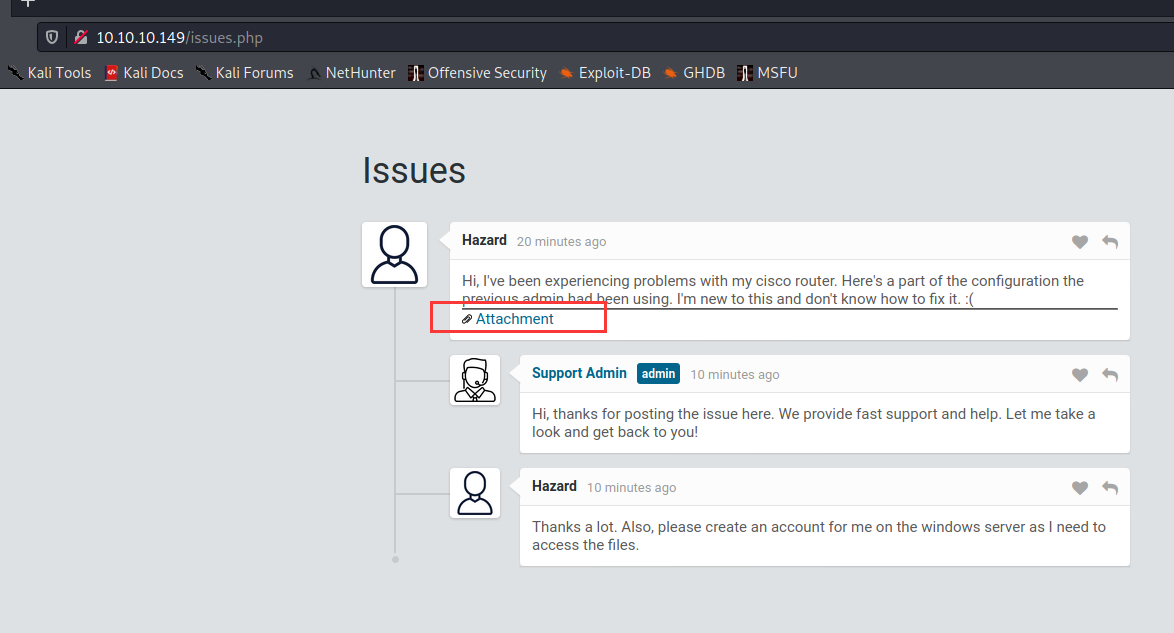 10.10.10.149/issues.php
Kali Tools Kali Docs Kali Forums NetHunter Offensive Security Exploit-DB GHDB MSFU
Issues
Hazard 20 minutes ago
Hi, I've been experiencing problems with my cisco router. Here's a part of the configuration the
previous admin had been using. I'm new to this and don't know how to fix it. :(
Attachment
Support Admin admin 10 minutes ago
Hi, thanks for posting the issue here. We provide fast support and help. Let me take a
look and get back to you!
Hazard 10 minutes ago
Thanks a lot. Also, please create an account for me on the windows server as I need to
access the files.